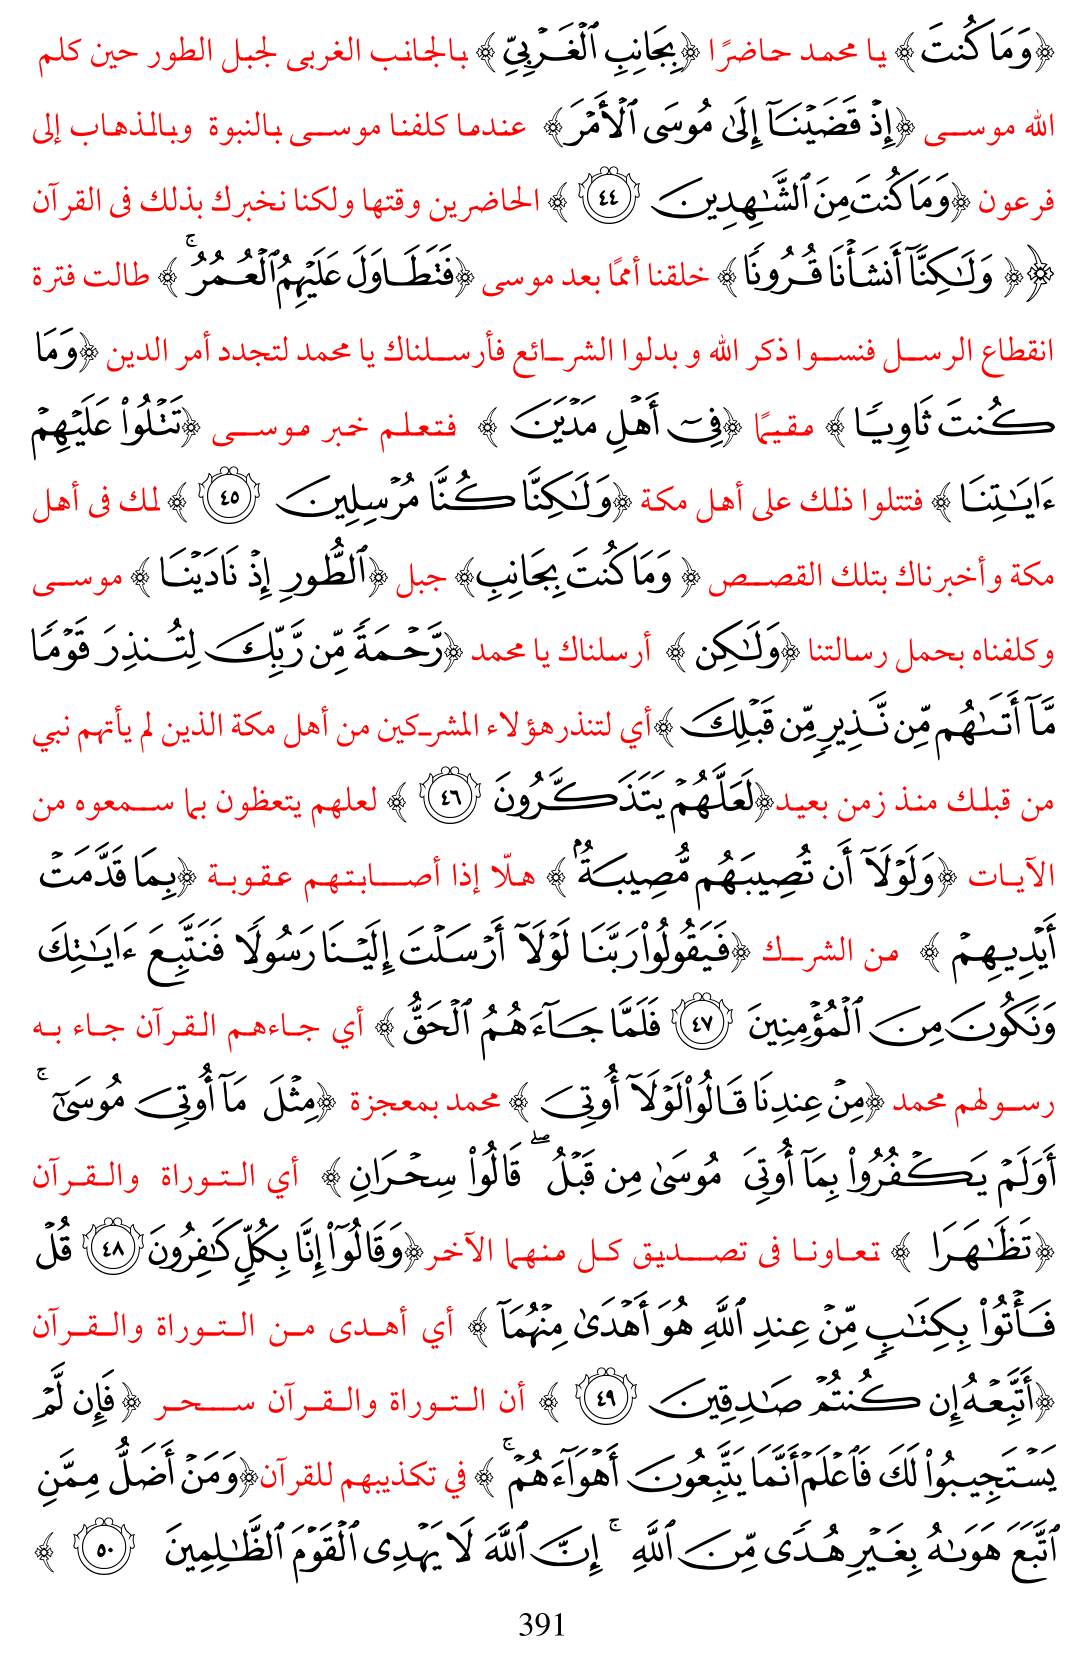 ﴿وَمَا كُنتَ﴾ يا محمد حاضرًا ﴿بِجَانِبِ ٱلْغَرْبِيِّ﴾ بالجانب الغربى لجبل الطور حين كلم
الله موسى ﴿إِذْ قَضَيْنَآ إِلَىٰ مُوسَى ٱلْأَمْرَ﴾ عندما كلفنا موسى بالنبوة وبالذهاب إلى
فرعون ﴿وَمَا كُنتَ مِنَ ٱلشَّٰهِدِينَ ٤٤﴾ الحاضرين وقتها ولكنا نخبرك بذلك فى القرآن
﴿﴿ وَلَٰكِنَّآ أَنشَأْنَا قُرُونًا﴾ خلقنا أممًا بعد موسى ﴿فَتَطَاوَلَ عَلَيْهِمُ ٱلْعُمُرُ ۚ﴾ طالت فترة
انقطاع الرسل فنسوا ذكر الله و بدلوا الشرائع فأرسلناك يا محمد لتجدد أمر الدين ﴿وَمَا
كُنتَ ثَاوِيًا﴾ مقيمًا ﴿فِىٓ أَهْلِ مَدْيَنَ﴾ فتعلم خبر موسى ﴿تَتْلُوا۟ عَلَيْهِمْ
ءَايَٰتِنَا﴾ فتتلوا ذلك على أهل مكة ﴿وَلَٰكِنَّا كُنَّا مُرْسِلِينَ ٤٥﴾ لك فى أهل
مكة وأخبرناك بتلك القصص ﴿وَمَا كُنتَ بِجَانِبِ﴾ جبل ﴿ٱلطُّورِ إِذْ نَادَيْنَا﴾ موسى
وكلفناه بحمل رسالتنا ﴿وَلَٰكِن﴾ أرسلناك يا محمد ﴿رَّحْمَةً مِّن رَّبِّكَ لِتُنذِرَ قَوْمًا
مَّآ أَتَىٰهُم مِّن نَّذِيرٍ مِّن قَبْلِكَ﴾ أي لتنذرهؤلاء المشركين من أهل مكة الذين لم يأتهم نبي
من قبلك منذ زمن بعيد﴿لَعَلَّهُمْ يَتَذَكَّرُونَ ٤٦﴾ لعلهم يتعظون بما سمعوه من
الآيات ﴿وَلَوْلَآ أَن تُصِيبَهُم مُّصِيبَةٌۢ﴾ هلّا إذا أصابتهم عقوبة ﴿بِمَا قَدَّمَتْ
أَيْدِيهِمْ﴾ من الشرك ﴿فَيَقُولُوا۟ رَبَّنَا لَوْلَآ أَرْسَلْتَ إِلَيْنَا رَسُولًا فَنَتَّبِعَ ءَايَٰتِكَ
وَنَكُونَ مِنَ ٱلْمُؤْمِنِينَ ٤٧ فَلَمَّا جَآءَهُمُ ٱلْحَقُّ﴾ أي جاءهم القرآن جاء به
رسولهم محمد ﴿مِنْ عِندِنَا قَالُوا۟ لَوْلَآ أُوتِىَ﴾ محمد بمعجزة ﴿مِثْلَ مَآ أُوتِىَ مُوسَىٰٓ ۚ
أَوَلَمْ يَكْفُرُوا۟ بِمَآ أُوتِىَ مُوسَىٰ مِن قَبْلُ ۖ قَالُوا۟ سِحْرَانِ﴾ أي التوراة والقرآن
﴿تَظَٰهَرَا﴾ تعاونا فى تصديق كل منهما الآخر﴿وَقَالُوٓا۟ إِنَّا بِكُلٍّ كَٰفِرُونَ ٤٨ قُلْ
فَأْتُوا۟ بِكِتَٰبٍ مِّنْ عِندِ ٱللَّهِ هُوَ أَهْدَىٰ مِنْهُمَآ﴾ أي أهدى من التوراة والقرآن
﴿أَتَّبِعْهُ إِن كُنتُمْ صَٰدِقِينَ ٤٩﴾ أن التوراة والقرآن سحر ﴿فَإِن لَّمْ
يَسْتَجِيبُوا۟ لَكَ فَٱعْلَمْ أَنَّمَا يَتَّبِعُونَ أَهْوَآءَهُمْ ۚ﴾ في تكذيبهم للقرآن﴿وَمَنْ أَضَلُّ مِمَّنِ
ٱتَّبَعَ هَوَىٰهُ بِغَيْرِ هُدًى مِّنَ ٱللَّهِ ۚ إِنَّ ٱللَّهَ لَا يَهْدِى ٱلْقَوْمَ ٱلظَّٰلِمِينَ ٥٠﴾
391